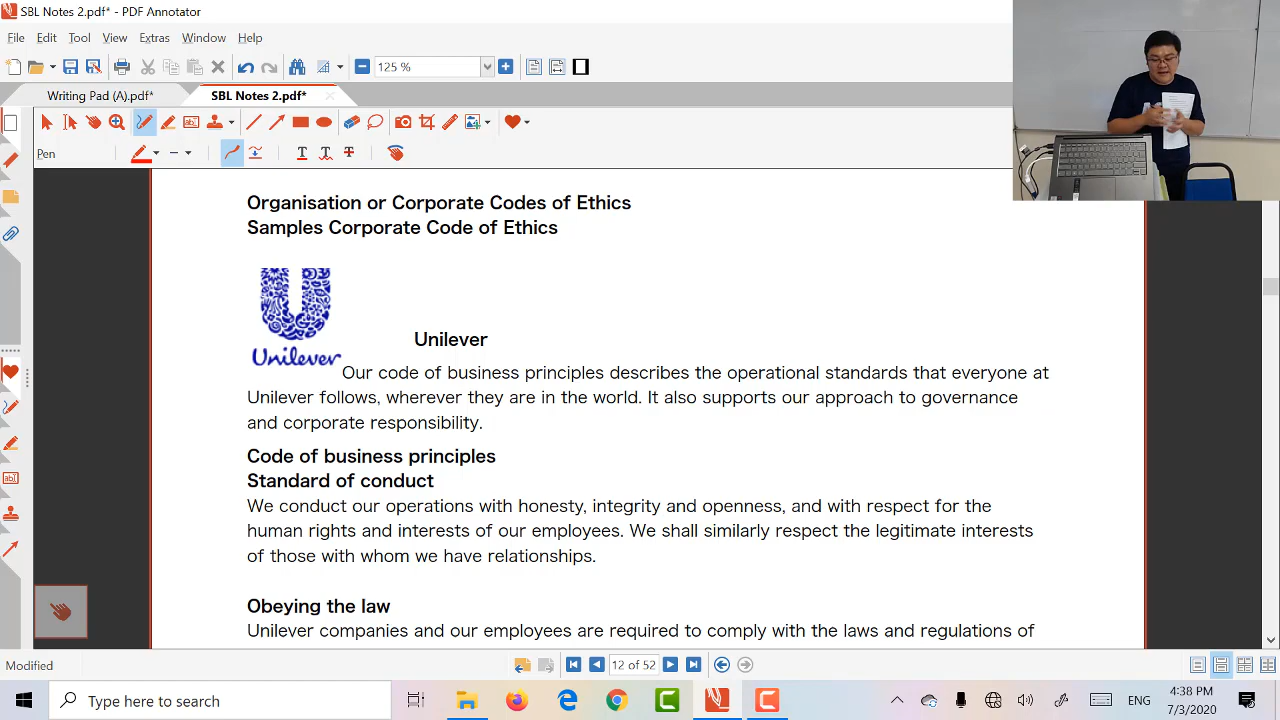 SBL Notes 2.pdf* - PDF Annotator
File Edit Tool View Extras Window Help
125 %
Writing Pad (A).pdf*
SBL Notes 2.pdf*
Pen
Organisation or Corporate Codes of Ethics
Samples Corporate Code of Ethics
Unilever
Unilever
Our code of business principles describes the operational standards that everyone at
Unilever follows, wherever they are in the world. It also supports our approach to governance
and corporate responsibility.
Code of business principles
Standard of conduct
We conduct our operations with honesty, integrity and openness, and with respect for the
human rights and interests of our employees. We shall similarly respect the legitimate interests
of those with whom we have relationships.
Obeying the law
Unilever companies and our employees are required to comply with the laws and regulations of
Modified
12 of 52
Type here to search
ENG
4:38 PM
7/3/2020